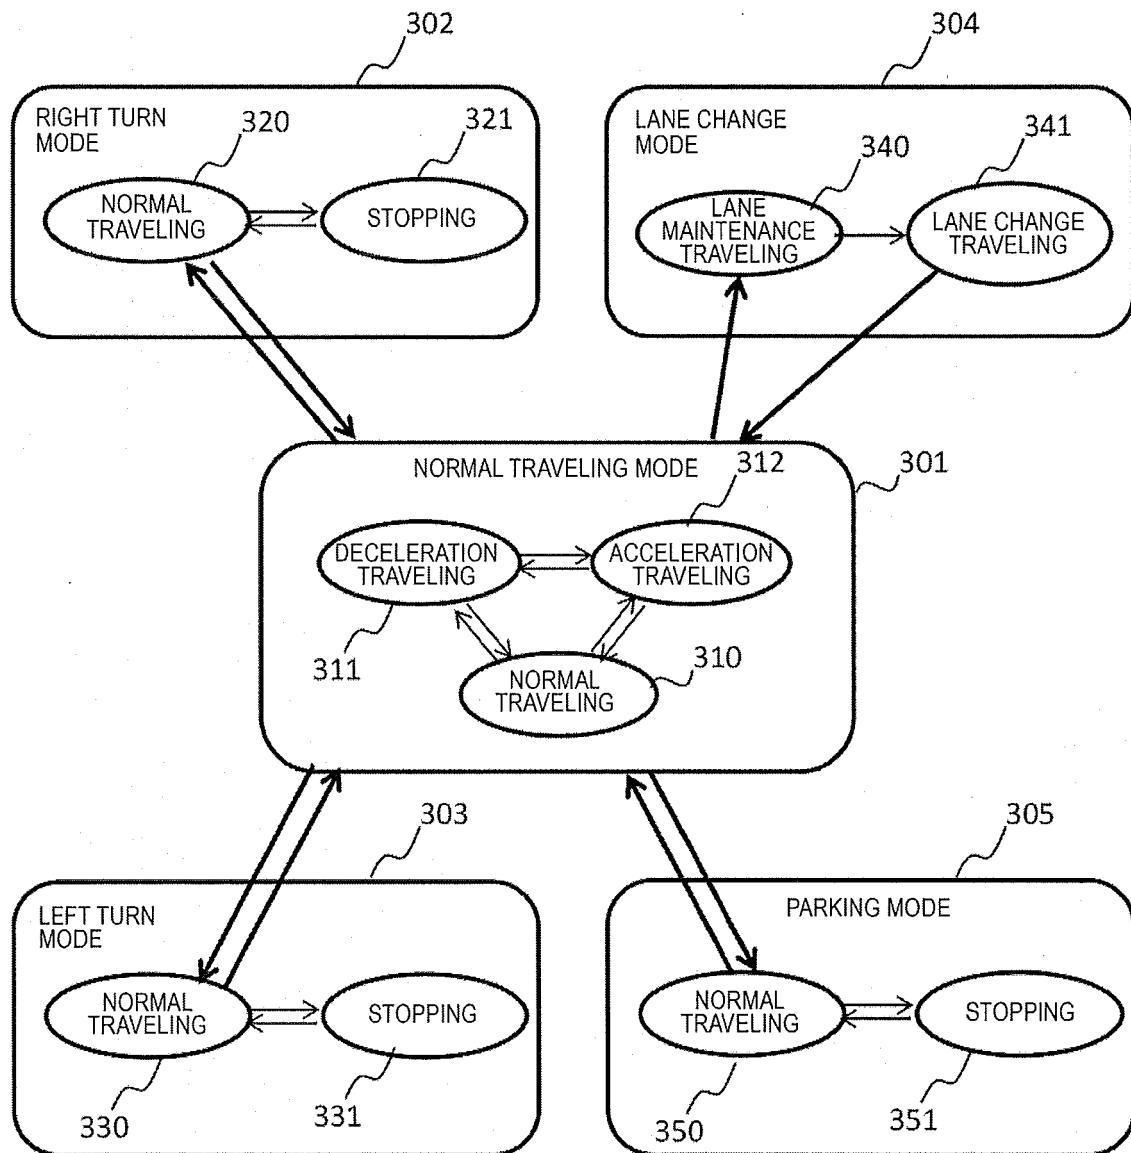 302
304
RIGHT TURN
MODE
320
321
NORMAL
TRAVELING
STOPPING
LANE CHANGE
MODE
340
341
LANE
MAINTENANCE
TRAVELING
LANE CHANGE
TRAVELING
NORMAL TRAVELING MODE
312
301
DECELERATION
TRAVELING
ACCELERATION
TRAVELING
311
310
NORMAL
TRAVELING
303
305
LEFT TURN
MODE
NORMAL
TRAVELING
STOPPING
330
331
PARKING MODE
NORMAL
TRAVELING
STOPPING
350
351